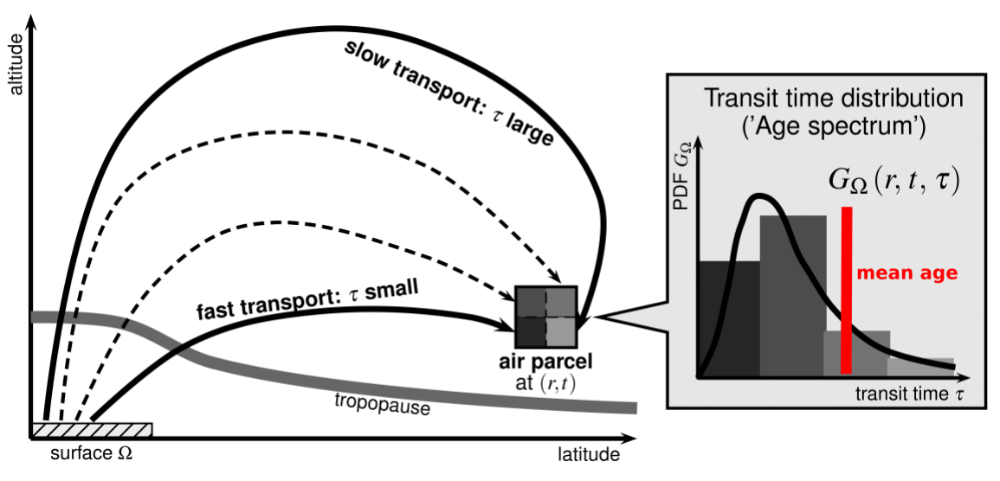 altitude
slow transport: τ large
fast transport: τ small
air parcel
at (r,t)
tropopause
surface Ω
latitude
Transit time distribution
('Age spectrum')
PDF G_Ω
G_Ω (r, t, τ)
mean age
transit time τ